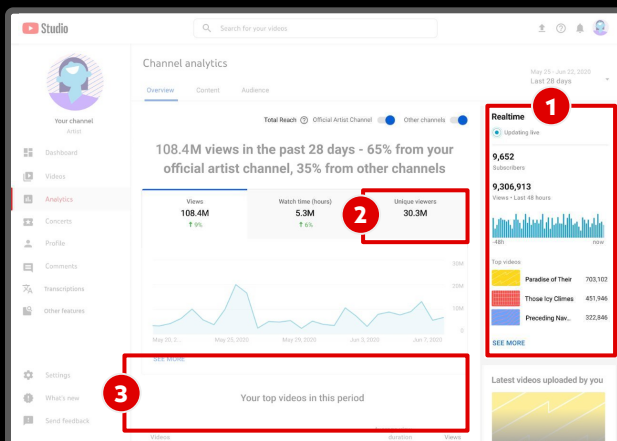 Studio
Search for your videos
Channel analytics
May 25 - Jun 22, 2020
Last 28 days
Overview Content Audience
Your channel
Artist
Dashboard
Videos
Analytics
Concerts
Profile
Comments
Transcriptions
Other features
Settings
What's new
Send feedback
Total Reach Official Artist Channel Other channels
108.4M views in the past 28 days - 65% from your
official artist channel, 35% from other channels
Views
108.4M
↑ 9%
Watch time (hours)
5.3M
↑ 6%
2
Unique viewers
30.3M
30M
20M
10M
0
May 20, 2...
May 25, 2020
May 29, 2020
Jun 3, 2020
Jun 7, 2020
SEE MORE
3
Your top videos in this period
Videos
duration
Views
1
Realtime
Updating live
9,652
Subscribers
9,306,913
Views • Last 48 hours
-48h
now
Top videos
Paradise of Their 703,102
Those Icy Climes 451,946
Preceding Nav... 322,846
SEE MORE
Latest videos uploaded by you